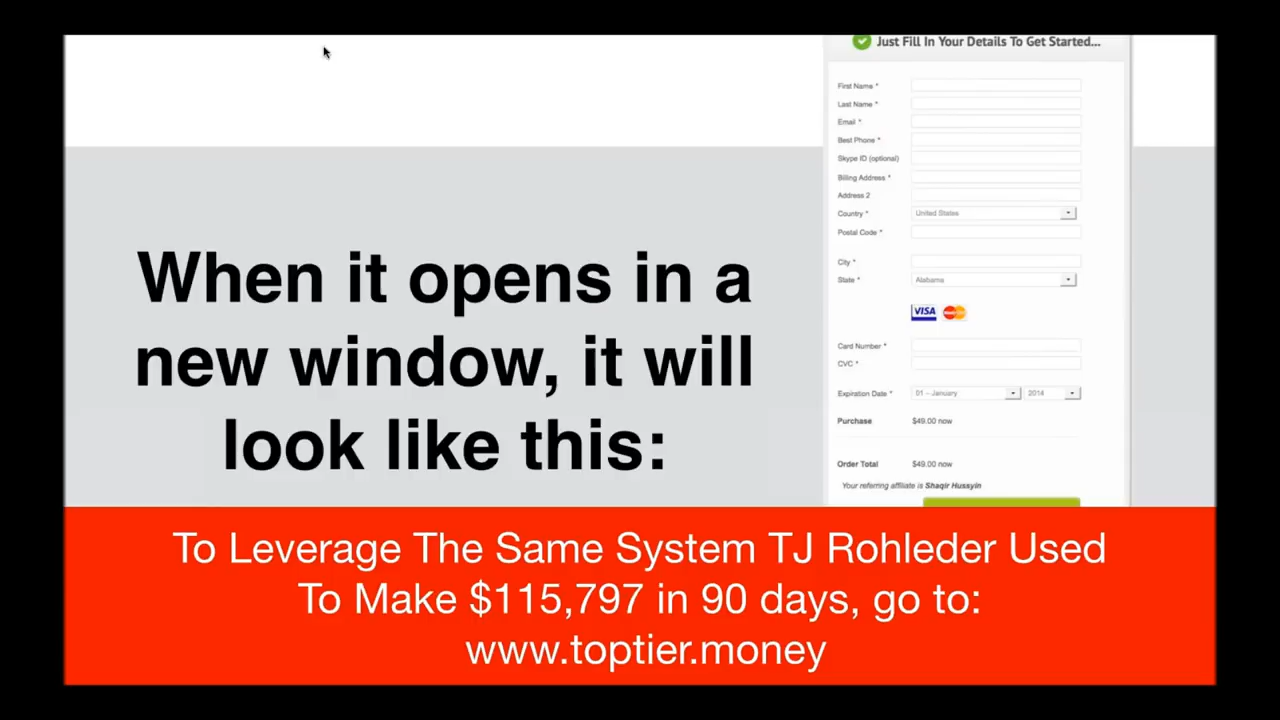 Just Fill In Your Details To Get Started...
First Name *
Last Name *
Email *
Best Phone *
Skype ID (optional)
Billing Address *
Address 2
Country * United States
Postal Code *
City *
State * Alabama
VISA MasterCard
Card Number *
CVC *
Expiration Date * 01 - January 2014
Purchase $49.00 now
Order Total $49.00 now
Your referring affiliate is Shaqir Hussyin
When it opens in a
new window, it will
look like this:
To Leverage The Same System TJ Rohleder Used
To Make $115,797 in 90 days, go to:
www.toptier.money